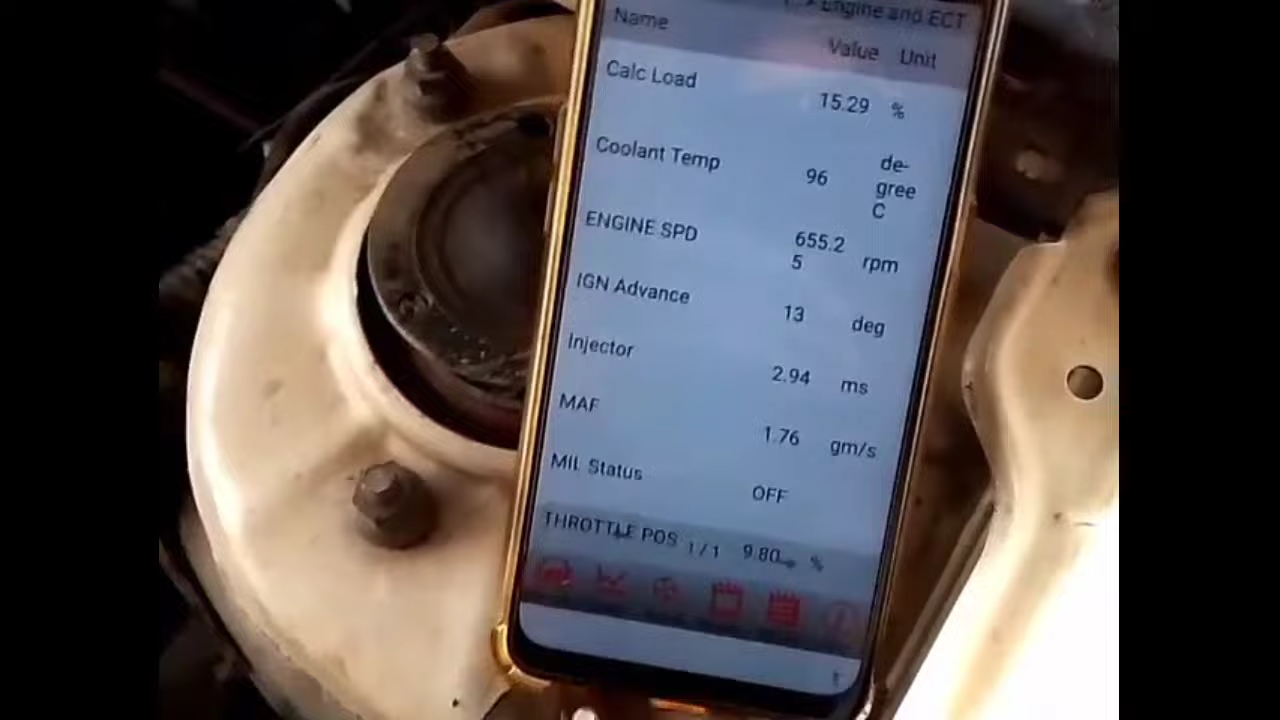 Engine and ECT
Name Value Unit
Calc Load 15.29 %
Coolant Temp 96 de-
gree
C
ENGINE SPD 655.2
5 rpm
IGN Advance 13 deg
Injector 2.94 ms
MAF 1.76 gm/s
MIL Status OFF
THROTTLE POS 1/1 9.80 %